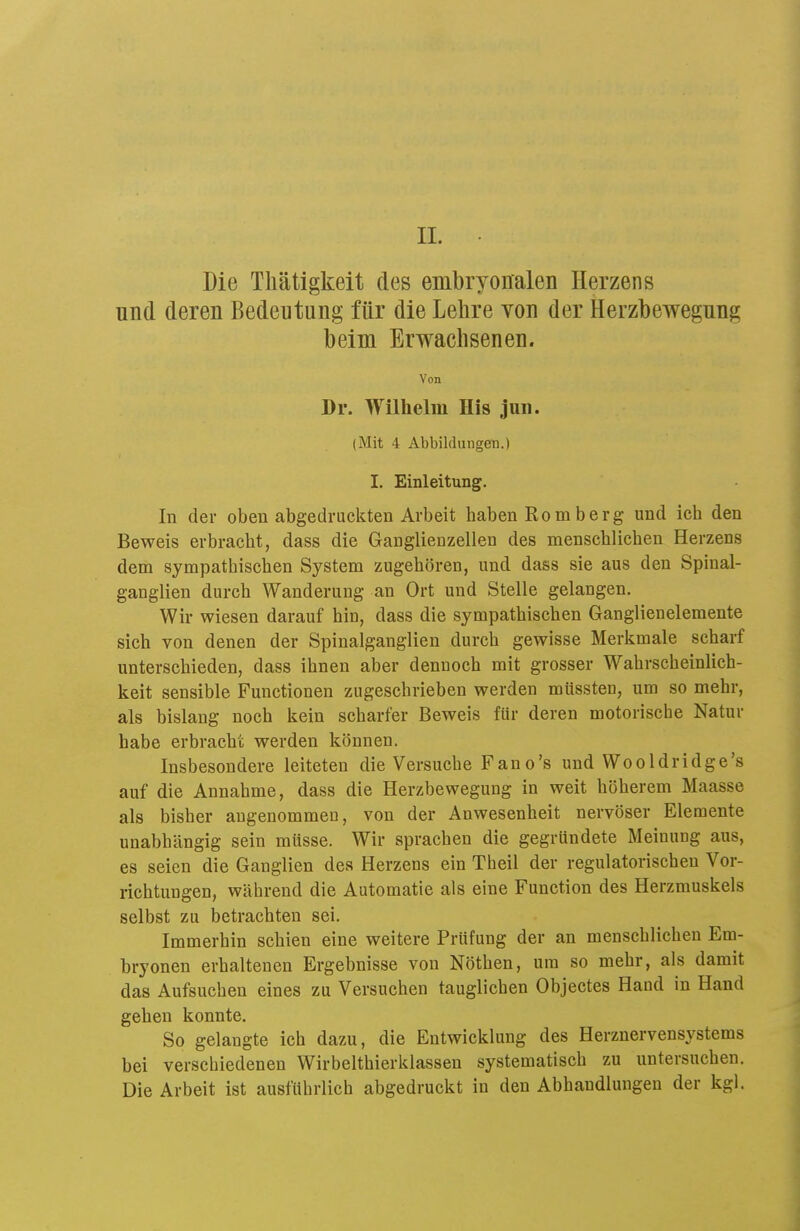 II.
Die Thätigkeit des embryonalen Herzens
und deren Bedeutung für die Lehre von der Herzbewegung
beim Erwachsenen.
Von
Dr. Wilhelm His jun.
(Mit 4 Abbildungen.)
I. Einleitung.
In der oben abgedruckten Arbeit haben Romberg und ich den
Beweis erbracht, dass die Ganglienzellen des menschlichen Herzens
dem sympathischen System zugehören, und dass sie aus den Spinal-
ganglien durch Wanderung an Ort und Stelle gelangen.
Wir wiesen darauf hin, dass die sympathischen Ganglienelemente
sich von denen der Spinalganglien durch gewisse Merkmale scharf
unterschieden, dass ihnen aber dennoch mit grosser Wahrscheinlich-
keit sensible Functionen zugeschrieben werden müssten, um so mehr,
als bislang noch kein scharfer Beweis für deren motorische Natur
habe erbracht werden können.
Insbesondere leiteten die Versuche Fano's und Wooldridge's
auf die Annahme, dass die Herzbewegung in weit höherem Maasse
als bisher angenommen, von der Anwesenheit nervöser Elemente
unabhängig sein müsse. Wir sprachen die gegründete Meinung aus,
es seien die Ganglien des Herzens ein Theil der regulatorischen Vor-
richtungen, während die Automatie als eine Function des Herzmuskels
selbst zu betrachten sei.
Immerhin schien eine weitere Prüfung der an menschlichen Em-
bryonen erhaltenen Ergebnisse von Nöthen, um so mehr, als damit
das Aufsuchen eines zu Versuchen tauglichen Objectes Hand in Hand
gehen konnte.
So gelangte ich dazu, die Entwicklung des Herznervensystems
bei verschiedenen Wirbelthierklassen systematisch zu untersuchen.
Die Arbeit ist ausführlich abgedruckt in den Abhandlungen der kgl.